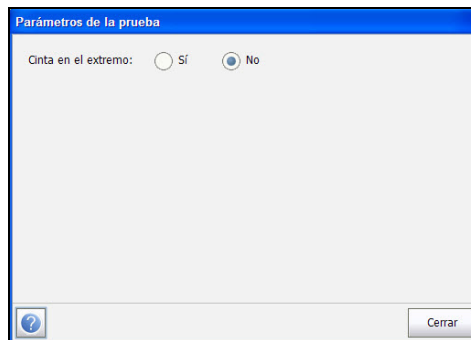 Parámetros de la prueba
Cinta en el extremo: Sí No
? Cerrar